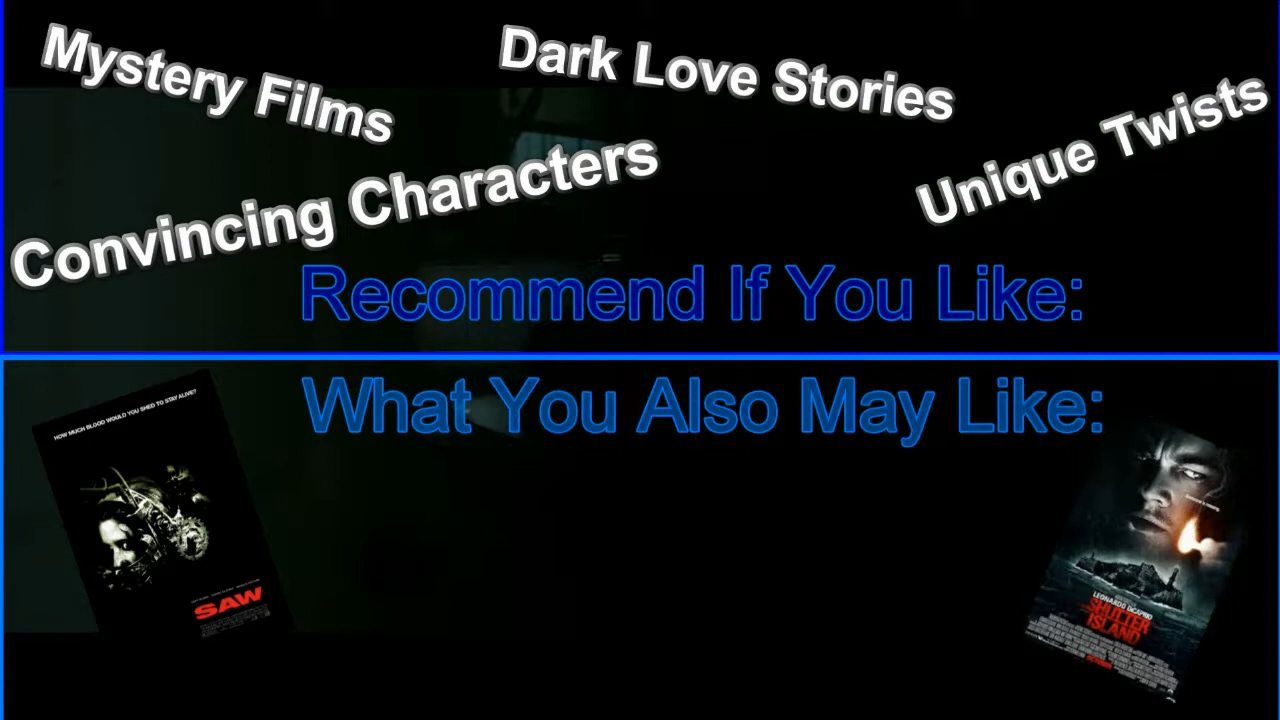 Mystery Films
Dark Love Stories
Unique Twists
Convincing Characters
Recommend If You Like:
What You Also May Like:
HOW MUCH BLOOD WOULD YOU SHED TO STAY ALIVE?
SAW
LEONARDO DiCAPRIO
SHUTTER
ISLAND